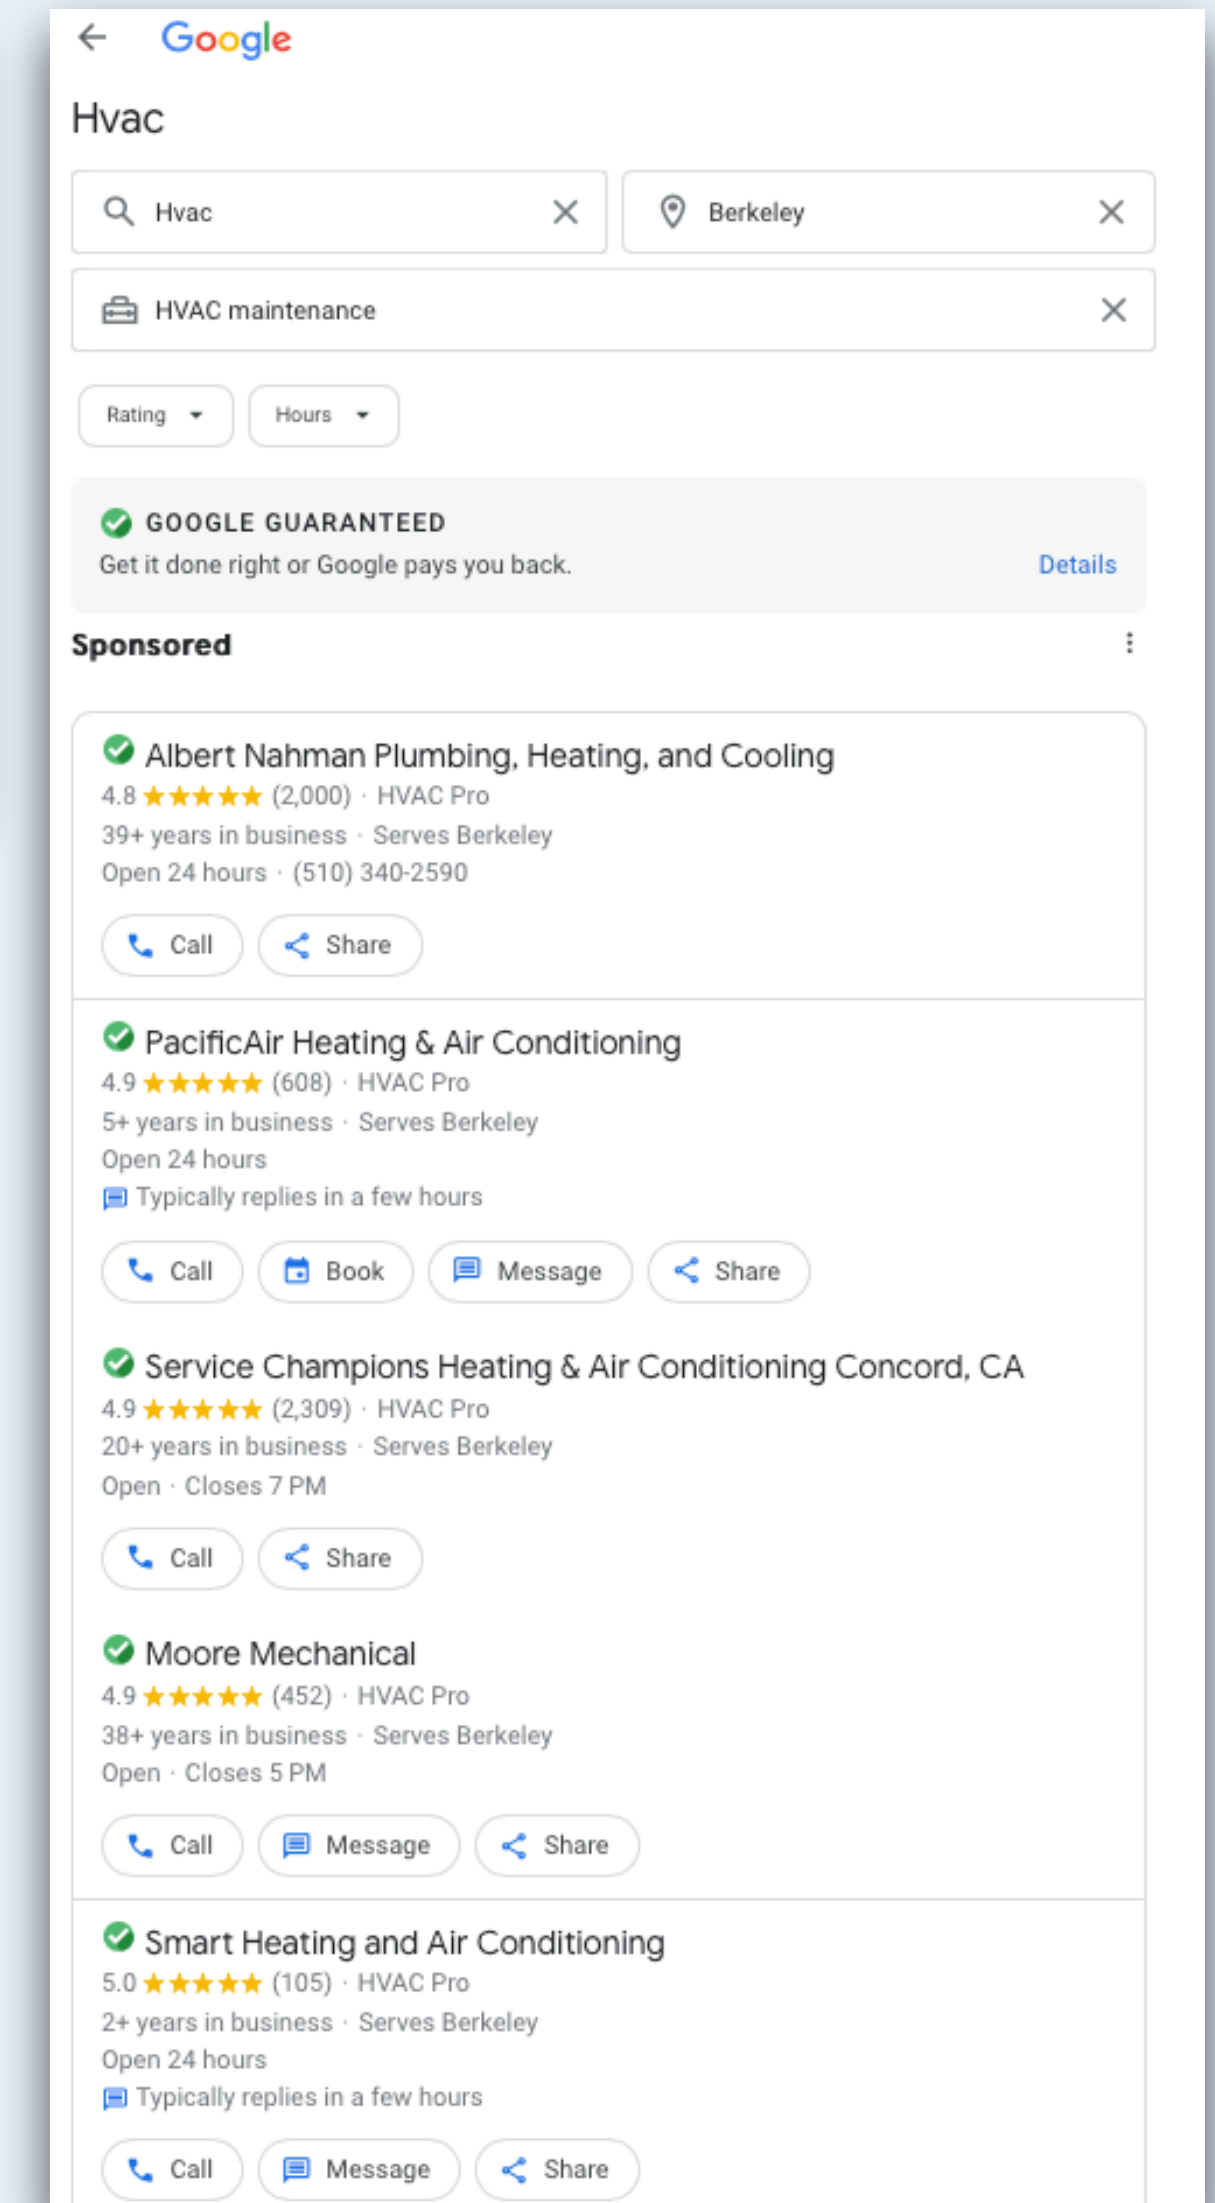 Google
Hvac
Hvac
Berkeley
HVAC maintenance
Rating
Hours
GOOGLE GUARANTEED
Get it done right or Google pays you back.
Details
Sponsored
Albert Nahman Plumbing, Heating, and Cooling
4.8 (2,000) · HVAC Pro
39+ years in business · Serves Berkeley
Open 24 hours · (510) 340-2590
Call
Share
PacificAir Heating & Air Conditioning
4.9 (608) · HVAC Pro
5+ years in business · Serves Berkeley
Open 24 hours
Typically replies in a few hours
Call
Book
Message
Share
Service Champions Heating & Air Conditioning Concord, CA
4.9 (2,309) · HVAC Pro
20+ years in business · Serves Berkeley
Open · Closes 7 PM
Call
Share
Moore Mechanical
4.9 (452) · HVAC Pro
38+ years in business · Serves Berkeley
Open · Closes 5 PM
Call
Message
Share
Smart Heating and Air Conditioning
5.0 (105) · HVAC Pro
2+ years in business · Serves Berkeley
Open 24 hours
Typically replies in a few hours
Call
Message
Share